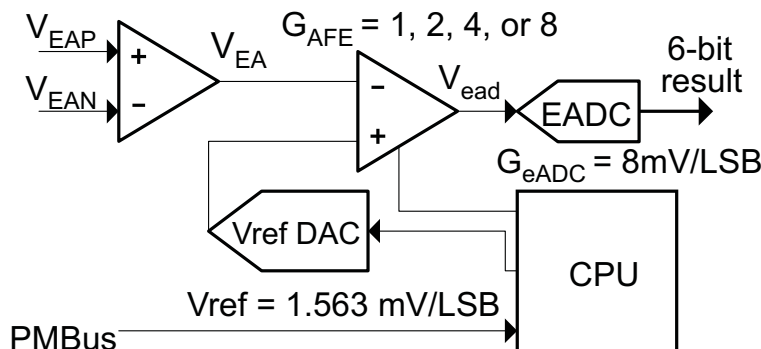 V_EAP
V_EAN
+
−
V_EA
G_AFE = 1, 2, 4, or 8
−
+
V_ead
EADC
6-bit
result
G_eADC = 8mV/LSB
Vref DAC
CPU
Vref = 1.563 mV/LSB
PMBus